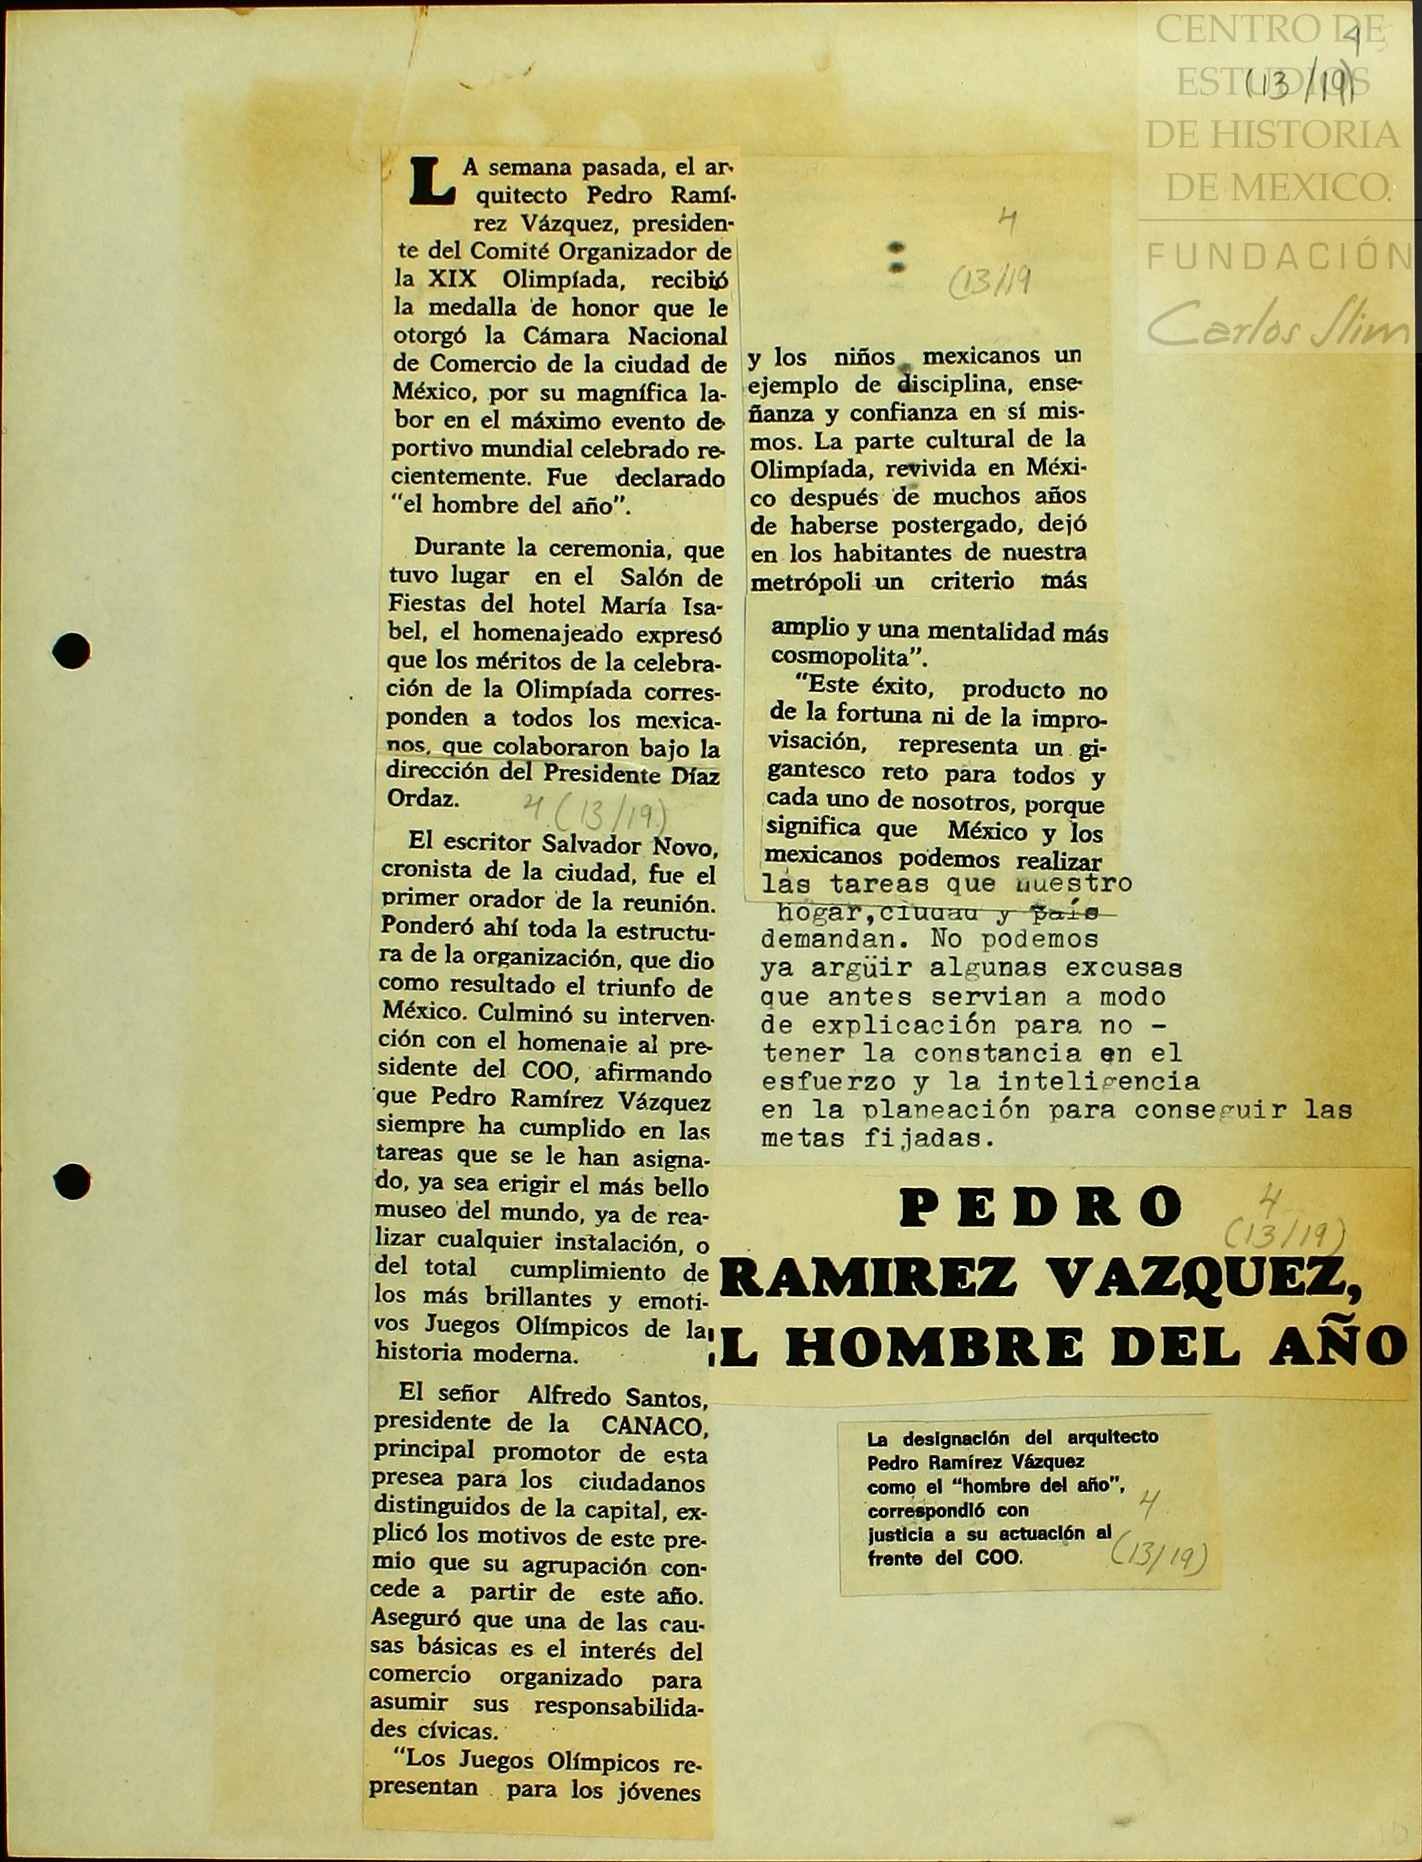 CENTRO DE
ESTUDIOS
DE HISTORIA
DE MEXICO.
FUNDACIÓN
Carlos Slim
4
(13/19)
LA semana pasada, el ar-
quitecto Pedro Ramí-
rez Vázquez, presiden-
te del Comité Organizador de
la XIX Olimpíada, recibió
la medalla de honor que le
otorgó la Cámara Nacional
de Comercio de la ciudad de
México, por su magnífica la-
bor en el máximo evento de-
portivo mundial celebrado re-
cientemente. Fue declarado
"el hombre del año".
Durante la ceremonia, que
tuvo lugar en el Salón de
Fiestas del hotel María Isa-
bel, el homenajeado expresó
que los méritos de la celebra-
ción de la Olimpíada corres-
ponden a todos los mexica-
nos, que colaboraron bajo la
dirección del Presidente Díaz
Ordaz.
4 (13/19)
El escritor Salvador Novo,
cronista de la ciudad, fue el
primer orador de la reunión.
Ponderó ahí toda la estructu-
ra de la organización, que dio
como resultado el triunfo de
México. Culminó su interven-
ción con el homenaje al pre-
sidente del COO, afirmando
que Pedro Ramírez Vázquez
siempre ha cumplido en las
tareas que se le han asigna-
do, ya sea erigir el más bello
museo del mundo, ya de rea-
lizar cualquier instalación, o
del total cumplimiento de
los más brillantes y emoti-
vos Juegos Olímpicos de la
historia moderna.
El señor Alfredo Santos,
presidente de la CANACO,
principal promotor de esta
presea para los ciudadanos
distinguidos de la capital, ex-
plicó los motivos de este pre-
mio que su agrupación con-
cede a partir de este año.
Aseguró que una de las cau-
sas básicas es el interés del
comercio organizado para
asumir sus responsabilida-
des cívicas.
"Los Juegos Olímpicos re-
presentan para los jóvenes
4
(13/19
y los niños mexicanos un
ejemplo de disciplina, ense-
ñanza y confianza en sí mis-
mos. La parte cultural de la
Olimpíada, revivida en Méxi-
co después de muchos años
de haberse postergado, dejó
en los habitantes de nuestra
metrópoli un criterio más
amplio y una mentalidad más
cosmopolita".
"Este éxito, producto no
de la fortuna ni de la impro-
visación, representa un gi-
gantesco reto para todos y
cada uno de nosotros, porque
significa que México y los
mexicanos podemos realizar
las tareas que nuestro
hogar,ciudad y país
demandan. No podemos
ya argüir algunas excusas
que antes servian a modo
de explicación para no -
tener la constancia en el
esfuerzo y la inteligencia
en la planeación para conseguir las
metas fijadas.
PEDRO
RAMIREZ VAZQUEZ,
EL HOMBRE DEL AÑO
4
(13/19)
La designación del arquitecto
Pedro Ramírez Vázquez
como el "hombre del año",
correspondió con
justicia a su actuación al
frente del COO.
4
(13/19)